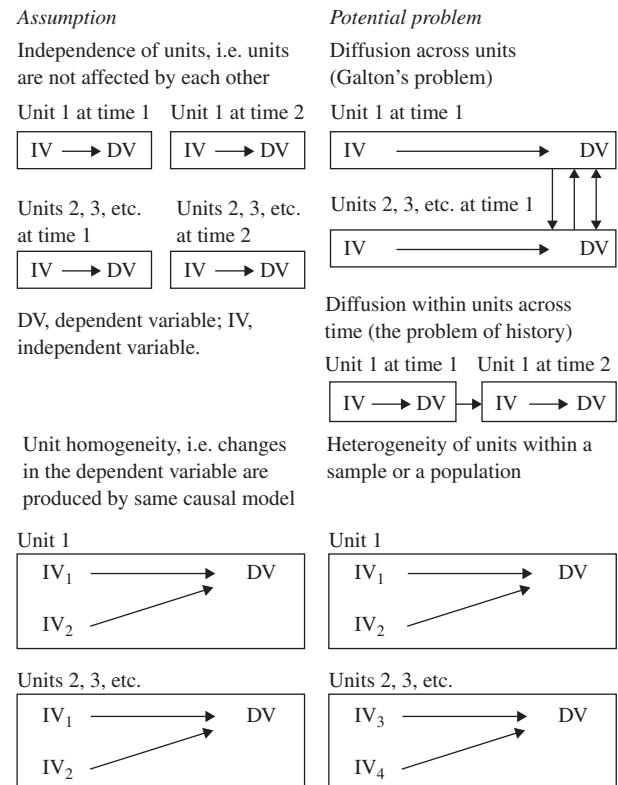 Assumption
Independence of units, i.e. units
are not affected by each other
Unit 1 at time 1 Unit 1 at time 2
IV DV IV DV
Units 2, 3, etc.
at time 1
Units 2, 3, etc.
at time 2
IV DV IV DV
DV, dependent variable; IV,
independent variable.
Potential problem
Diffusion across units
(Galton’s problem)
Unit 1 at time 1
IV DV
Units 2, 3, etc. at time 1
IV DV
Diffusion within units across
time (the problem of history)
Unit 1 at time 1 Unit 1 at time 2
IV DV IV DV
Unit homogeneity, i.e. changes
in the dependent variable are
produced by same causal model
Unit 1
IV₁ DV
IV₂
Units 2, 3, etc.
IV₁ DV
IV₂
Heterogeneity of units within a
sample or a population
Unit 1
IV₁ DV
IV₂
Units 2, 3, etc.
IV₃ DV
IV₄